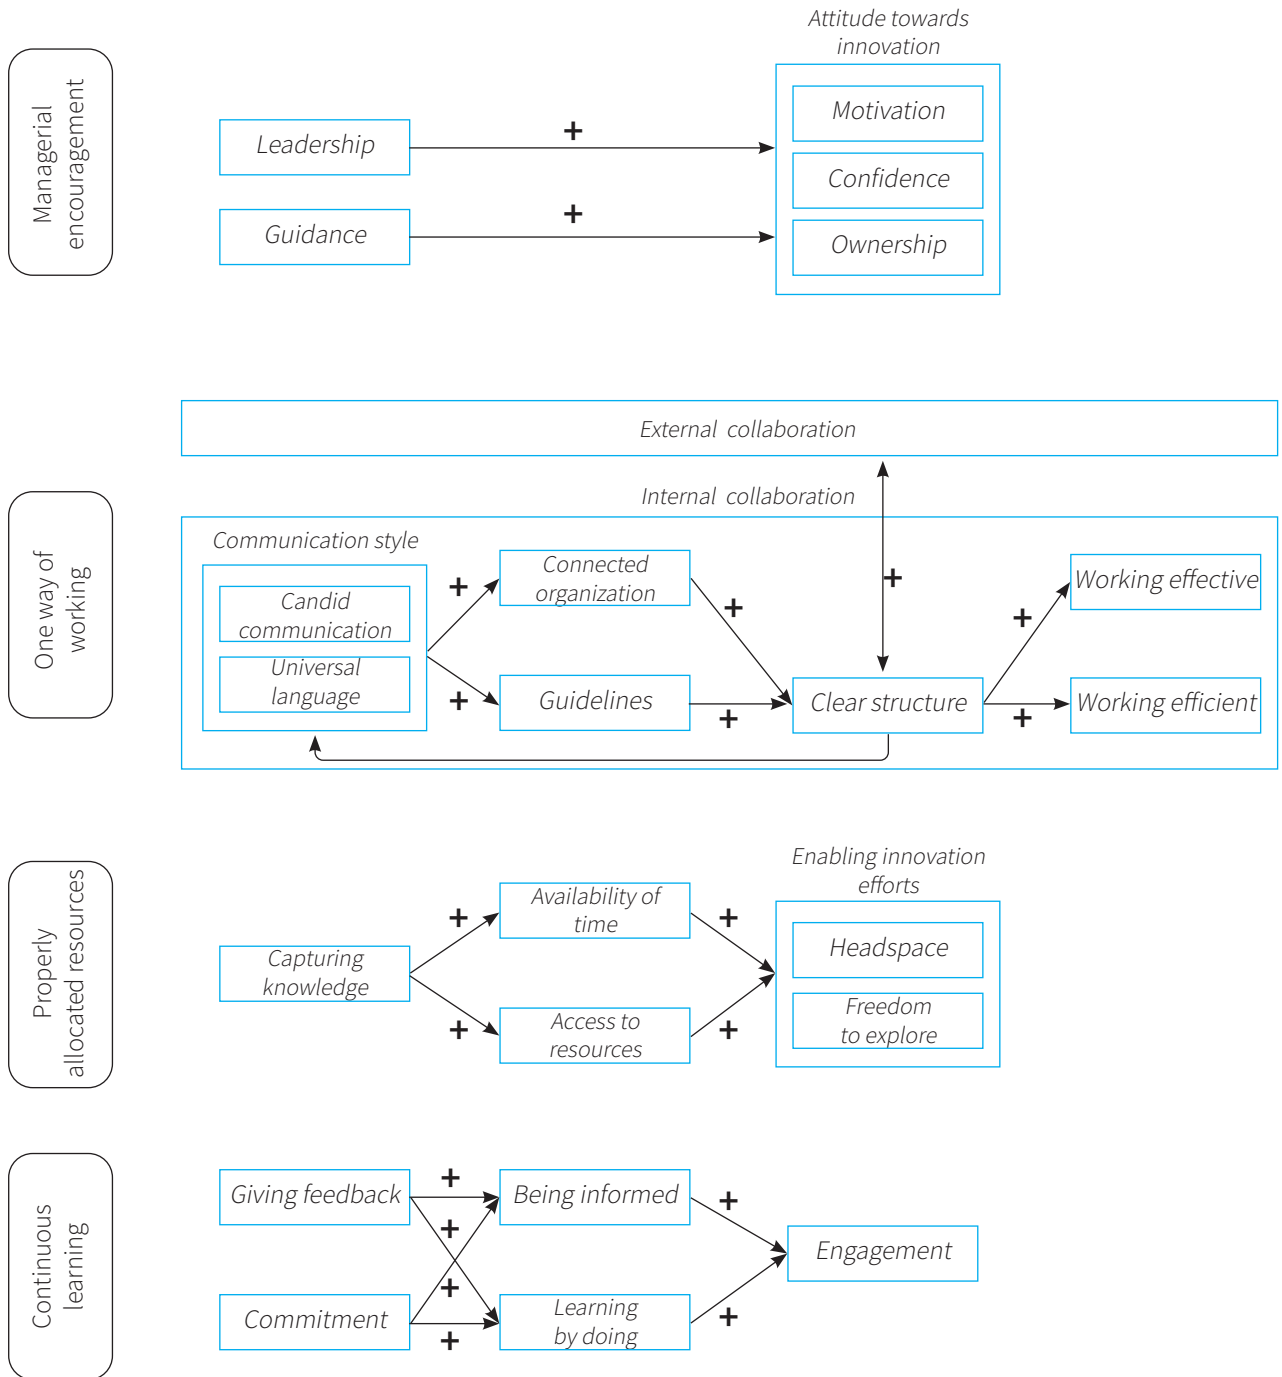 Managerial
encouragement
Attitude towards
innovation
Leadership
+
Guidance
+
Motivation
Confidence
Ownership
One way of
working
External  collaboration
Internal  collaboration
+
Communication style
Candid
communication
Universal
language
+
+
Connected
organization
Guidelines
+
+
Clear structure
+
+
Working effective
Working efficient
Properly
allocated resources
Capturing
knowledge
+
+
Availability of
time
Access to
resources
+
+
Enabling innovation
efforts
Headspace
Freedom
to explore
Continuous
learning
Giving feedback
Commitment
+
+
+
+
Being informed
Learning
by doing
+
+
Engagement